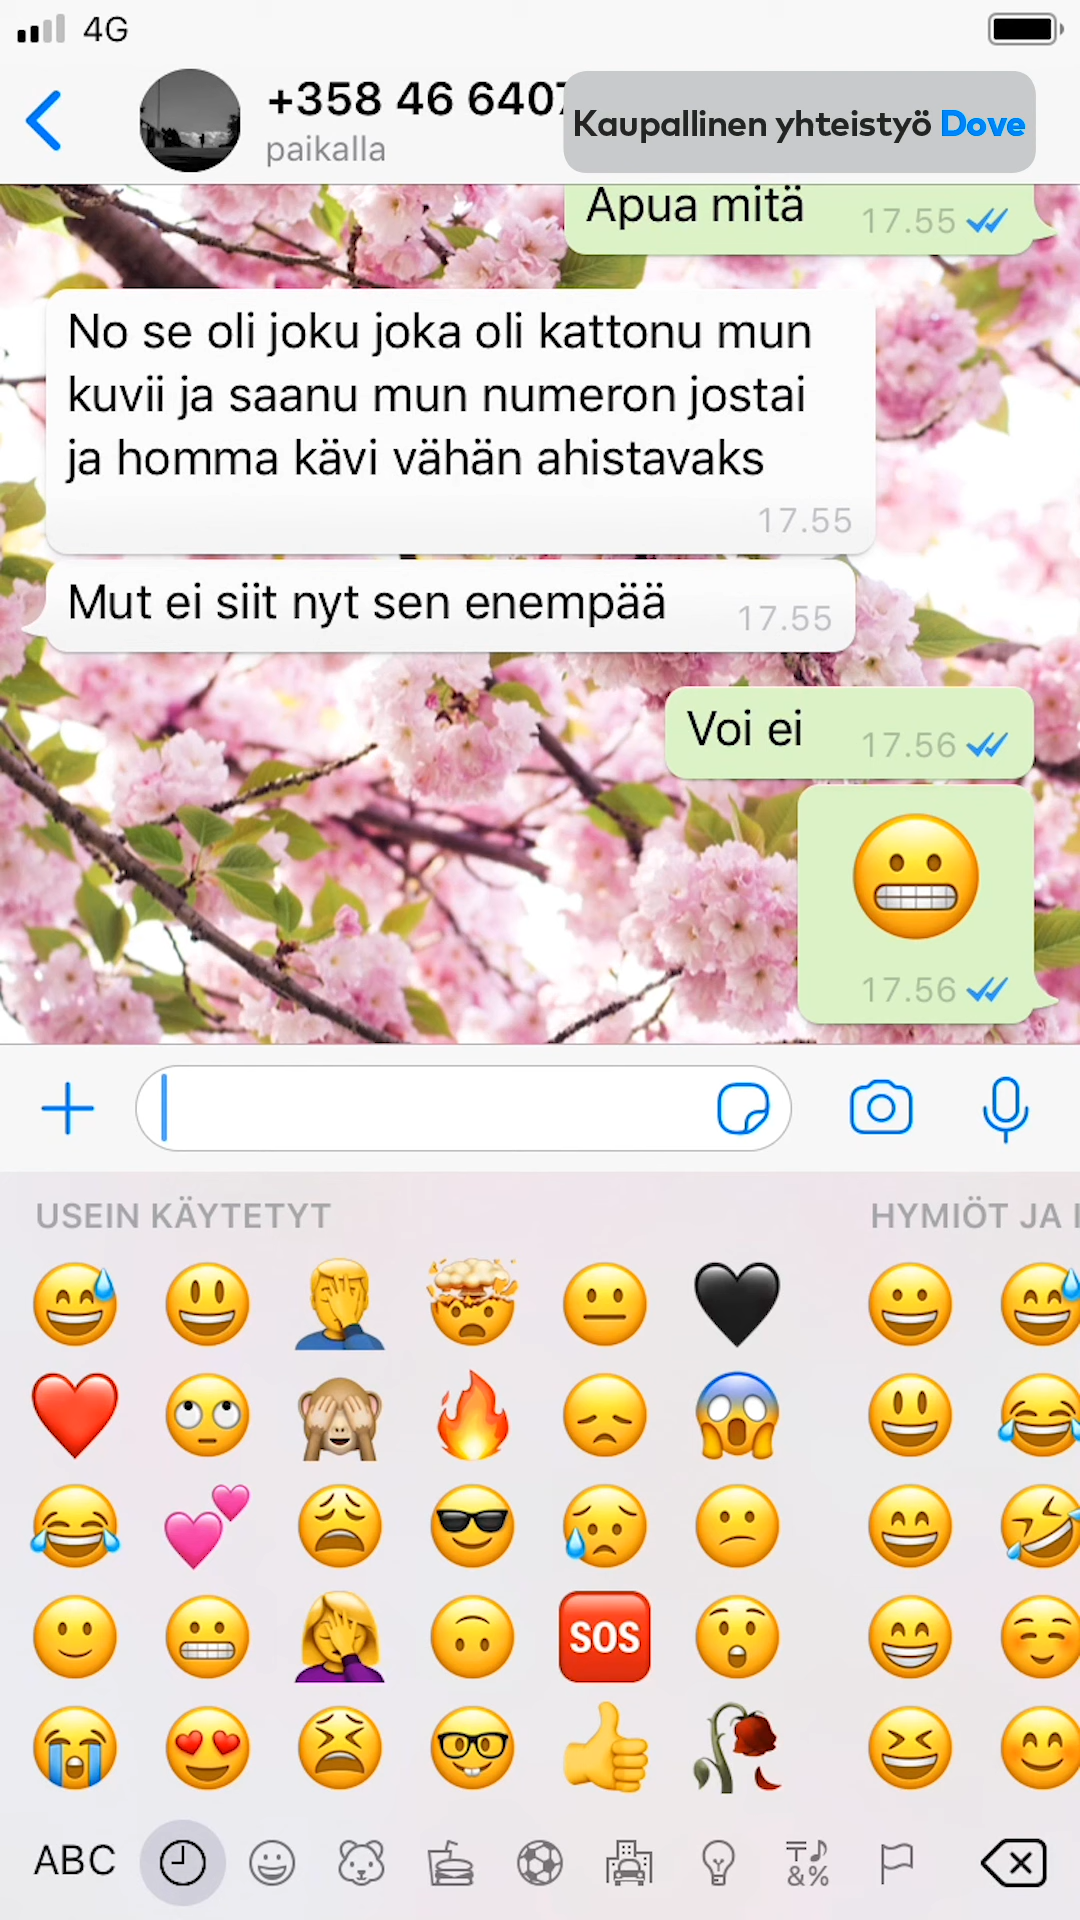 4G
+358 46 6407
paikalla
Kaupallinen yhteistyö Dove
Apua mitä 17.55
No se oli joku joka oli kattonu mun
kuvii ja saanu mun numeron jostai
ja homma kävi vähän ahistavaks
17.55
Mut ei siit nyt sen enempää 17.55
Voi ei 17.56
17.56
USEIN KÄYTETYT HYMIÖT JA
SOS
ABC
&%